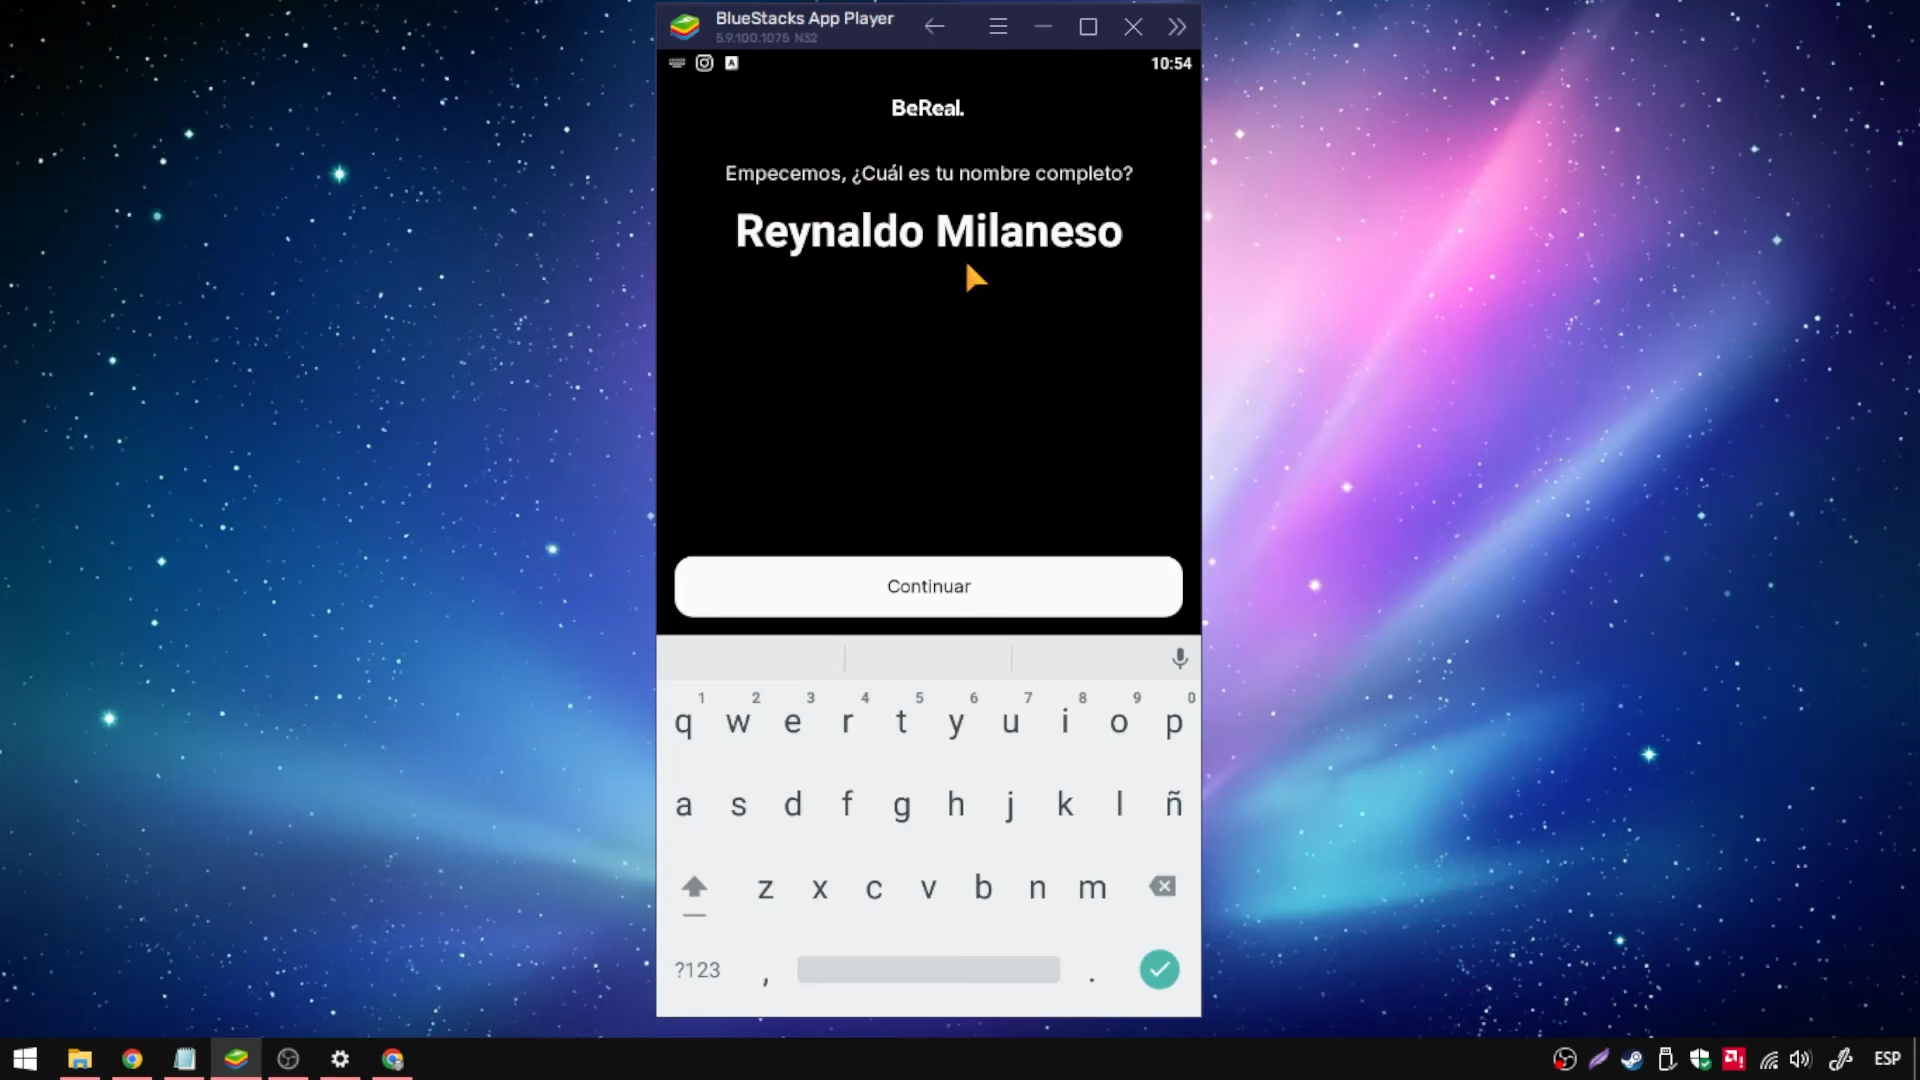 BlueStacks App Player
5.9.100.1075 N32
10:54
BeReal.
Empecemos, ¿Cuál es tu nombre completo?
Reynaldo Milaneso
Continuar
1 2 3 4 5 6 7 8 9 0
q w e r t y u i o p
a s d f g h j k l ñ
z x c v b n m
?123 , .
ESP